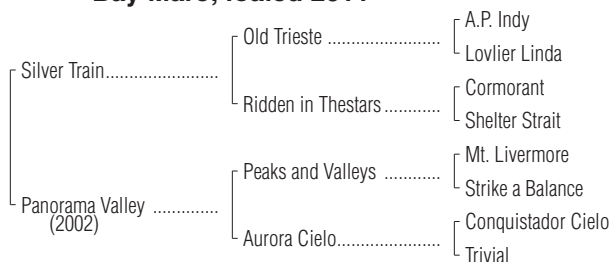 Bay Mare; foaled 2011
A.P. Indy
Old Trieste ......................
Lovlier Linda
Silver Train......................
Cormorant
Ridden in Thestars ............
Shelter Strait
Mt. Livermore
Peaks and Valleys ............
Strike a Balance
Panorama Valley .............
(2002)
Conquistador Cielo
Aurora Cielo....................
Trivial